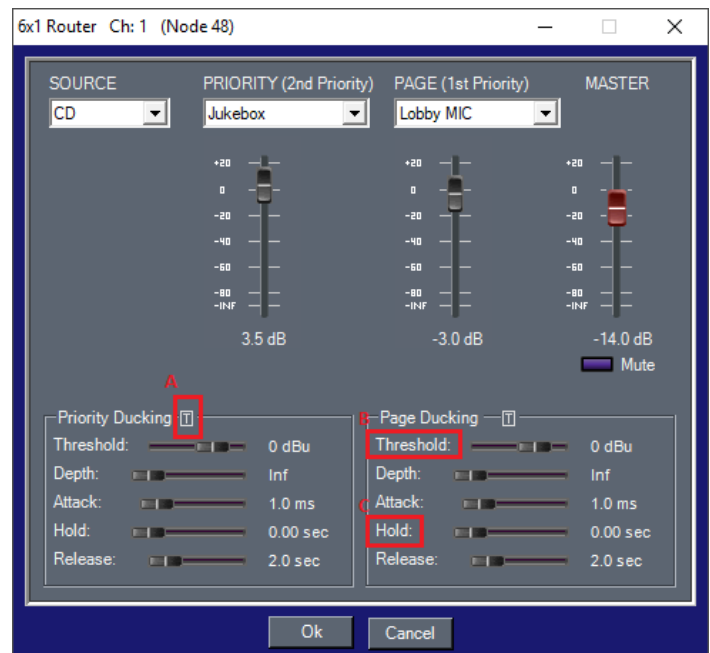 6x1 Router Ch: 1 (Node 48)
SOURCE PRIORITY (2nd Priority) PAGE (1st Priority) MASTER
CD Jukebox Lobby MIC
+20 +20 +20
0 0 0
-20 -20 -20
-40 -40 -40
-60 -60 -60
-80 -80 -80
-INF -INF -INF
3.5 dB -3.0 dB -14.0 dB
Mute
A
Priority Ducking T B Page Ducking T
Threshold: 0 dBu Threshold: 0 dBu
Depth: Inf Depth: Inf
Attack: 1.0 ms C Attack: 1.0 ms
Hold: 0.00 sec Hold: 0.00 sec
Release: 2.0 sec Release: 2.0 sec
Ok Cancel